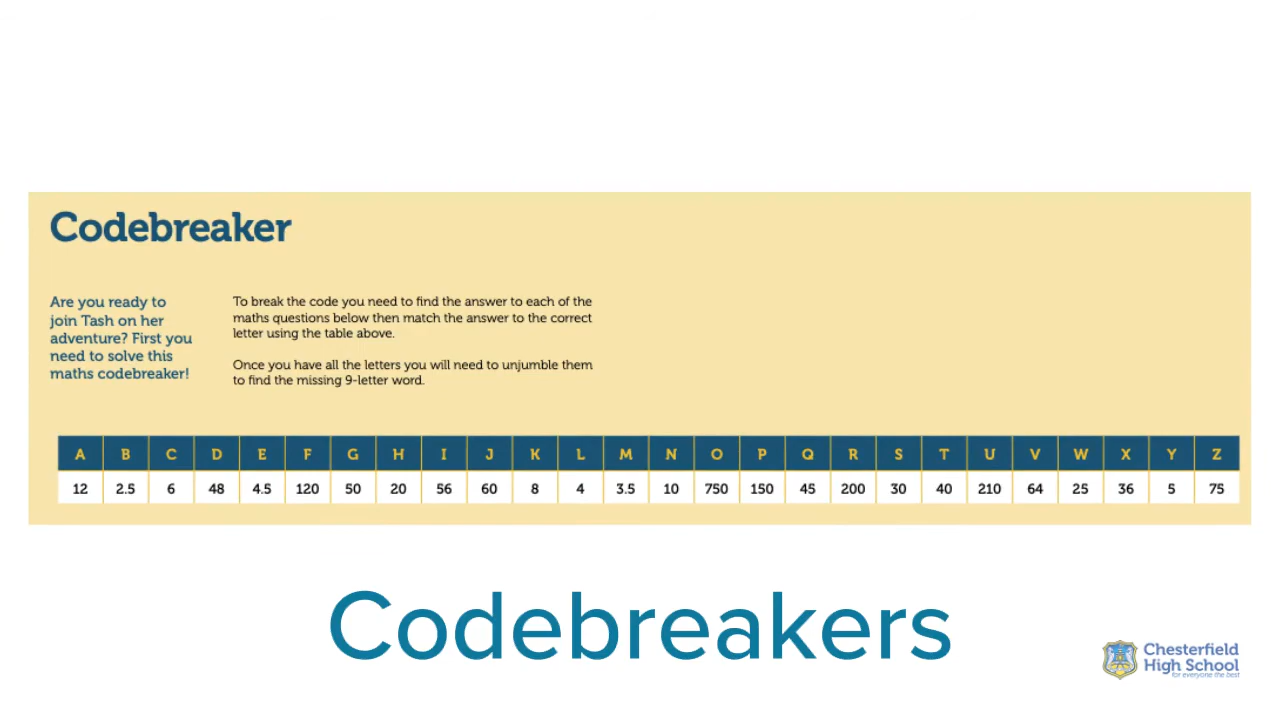 Codebreaker
Are you ready to
join Tash on her
adventure? First you
need to solve this
maths codebreaker!
To break the code you need to find the answer to each of the
maths questions below then match the answer to the correct
letter using the table above.
Once you have all the letters you will need to unjumble them
to find the missing 9-letter word.
A B C D E F G H I J K L M N O P Q R S T U V W X Y Z
12 2.5 6 48 4.5 120 50 20 56 60 8 4 3.5 10 750 150 45 200 30 40 210 64 25 36 5 75
Codebreakers
Chesterfield
High School
for everyone the best